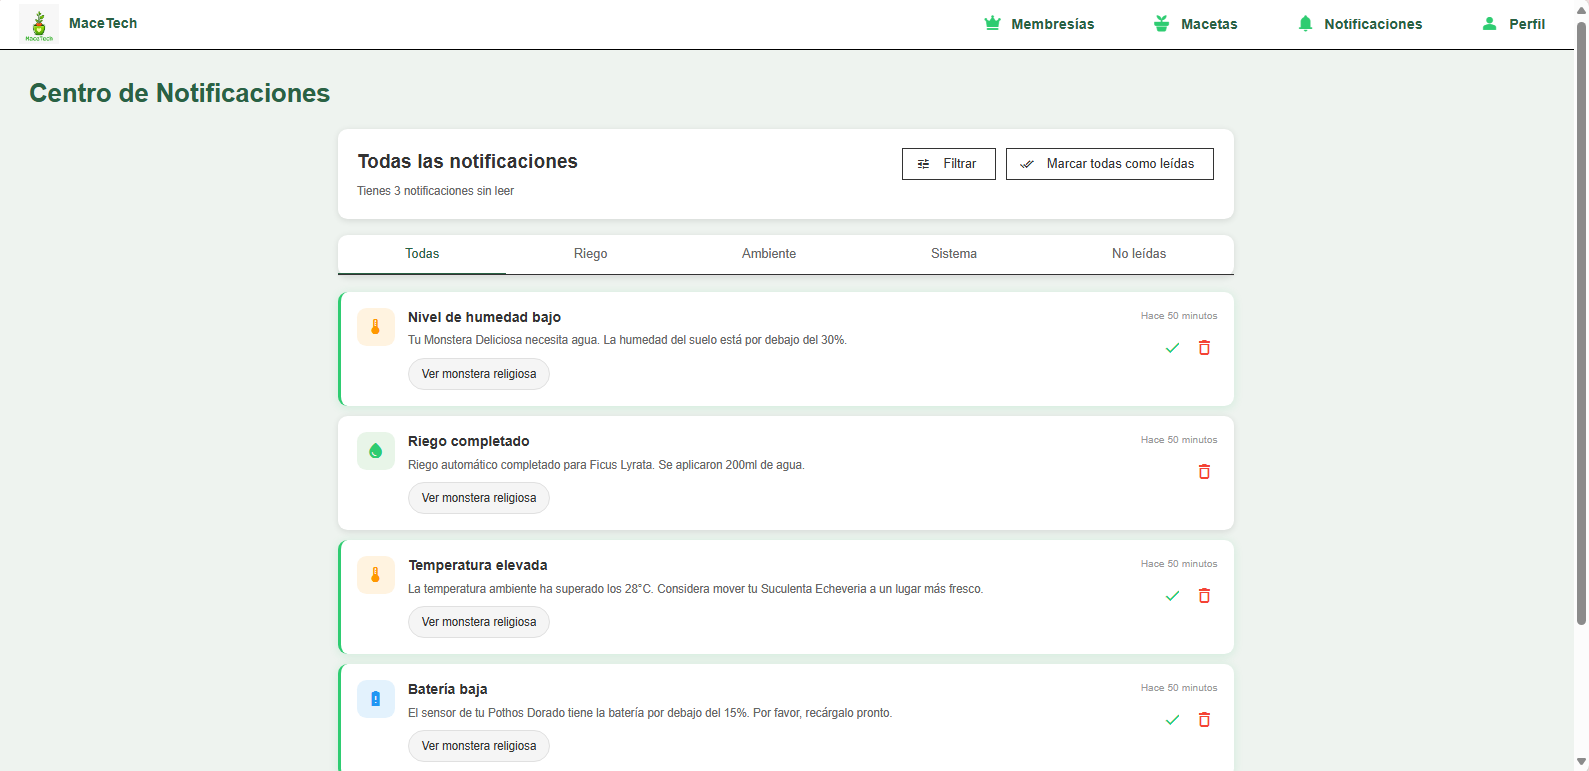 MaceTech
MaceTech
Membresías
Macetas
Notificaciones
Perfil
Centro de Notificaciones
Todas las notificaciones
Filtrar
Marcar todas como leídas
Tienes 3 notificaciones sin leer
Todas
Riego
Ambiente
Sistema
No leídas
Nivel de humedad bajo
Hace 50 minutos
Tu Monstera Deliciosa necesita agua. La humedad del suelo está por debajo del 30%.
Ver monstera religiosa
Riego completado
Hace 50 minutos
Riego automático completado para Ficus Lyrata. Se aplicaron 200ml de agua.
Ver monstera religiosa
Temperatura elevada
Hace 50 minutos
La temperatura ambiente ha superado los 28°C. Considera mover tu Suculenta Echeveria a un lugar más fresco.
Ver monstera religiosa
Batería baja
Hace 50 minutos
El sensor de tu Pothos Dorado tiene la batería por debajo del 15%. Por favor, recárgalo pronto.
Ver monstera religiosa